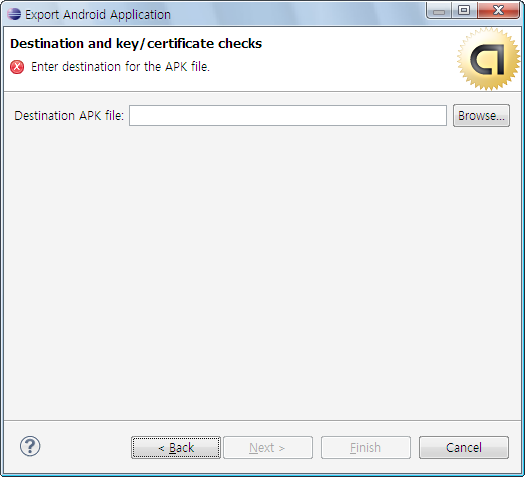 Export Android Application
Destination and key/certificate checks
Enter destination for the APK file.
Destination APK file:
Browse...
< Back
Next >
Finish
Cancel